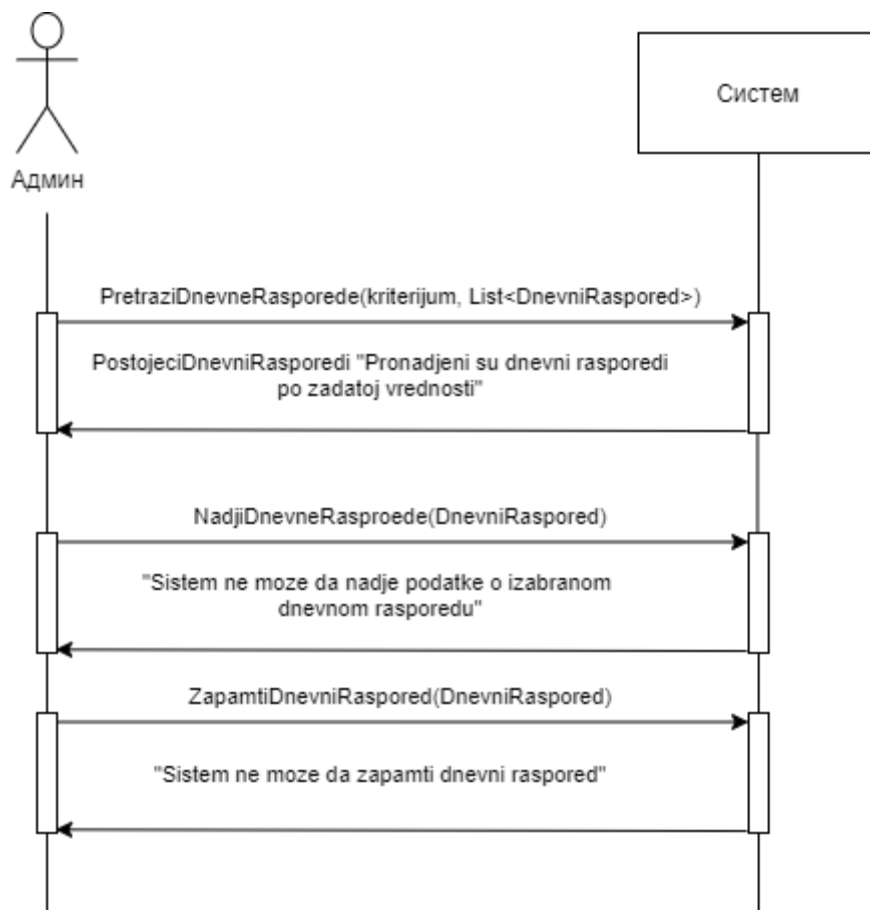 Систем
Админ
PretraziDnevneRasporede(kriterijum, List<DnevniRaspored>)
PostojeciDnevniRasporedi "Pronadjeni su dnevni rasporedi
po zadatoj vrednosti"
NadjiDnevneRasproede(DnevniRaspored)
"Sistem ne moze da nadje podatke o izabranom
dnevnom rasporedu"
ZapamtiDnevniRaspored(DnevniRaspored)
"Sistem ne moze da zapamti dnevni raspored"